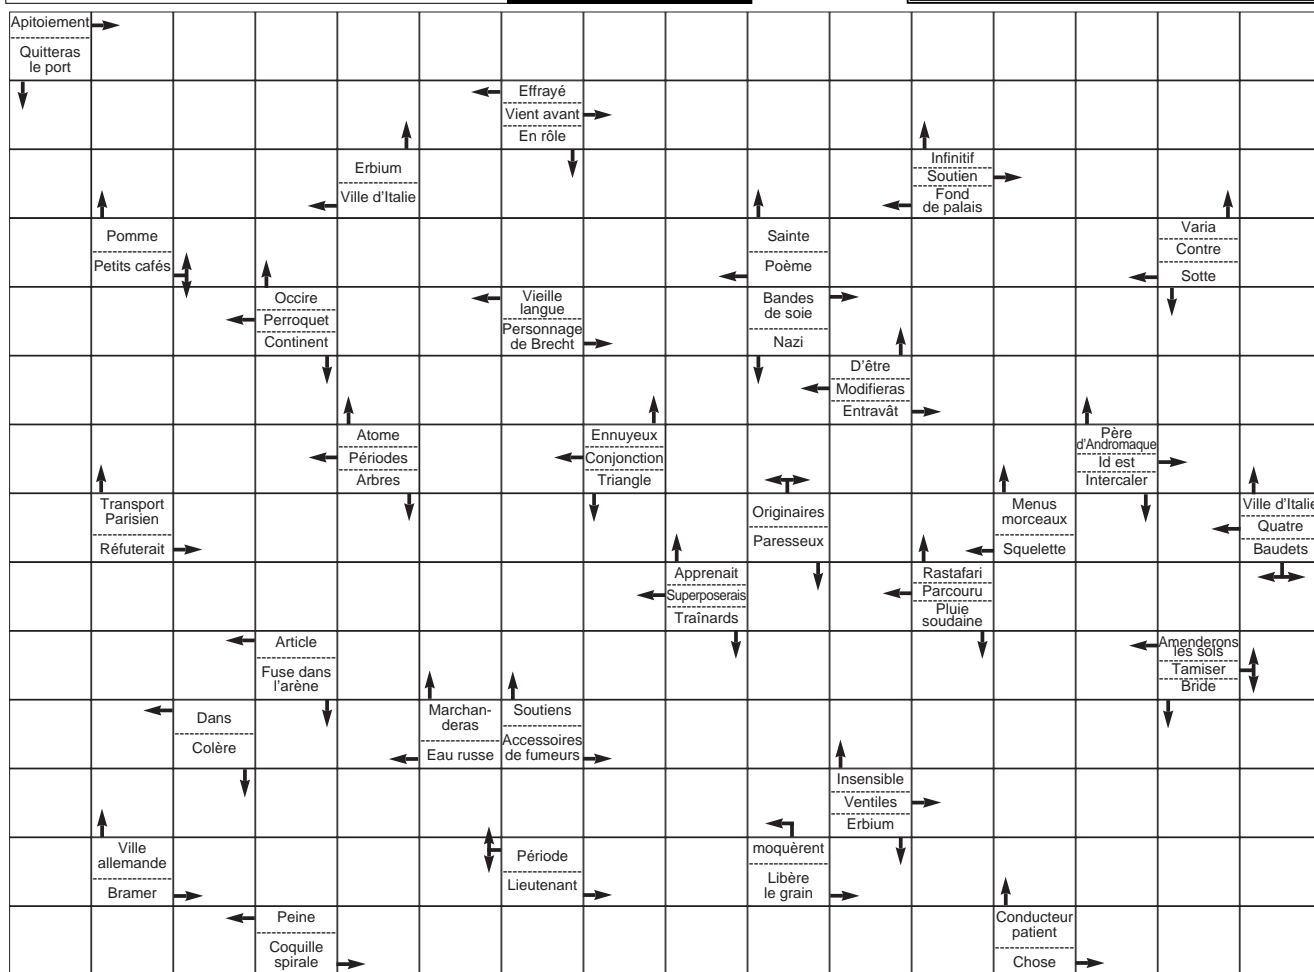 Apitoiement
Quitteras
le port
Effrayé
Vient avant
En rôle
Erbium
Ville d'Italie
Infinitif
Soutien
Fond
de palais
Pomme
Petits cafés
Sainte
Poème
Varia
Contre
Sotte
Occire
Perroquet
Continent
Vieille
langue
Personnage
de Brecht
Bandes
de soie
Nazi
D'être
Modifieras
Entravât
Atome
Périodes
Arbres
Ennuyeux
Conjonction
Triangle
Père
d'Andromaque
Id est
Intercaler
Transport
Parisien
Réfuterait
Originaires
Paresseux
Menus
morceaux
Squelette
Ville d'Italie
Quatre
Baudets
Apprenait
Superposerais
Traînards
Rastafari
Parcouru
Pluie
soudaine
Article
Fuse dans
l'arène
Amenderons
les sols
Tamiser
Bride
Dans
Colère
Marchan-
deras
Eau russe
Soutiens
Accessoires
de fumeurs
Insensible
Ventiles
Erbium
Ville
allemande
Bramer
Période
Lieutenant
moquèrent
Libère
le grain
Peine
Coquille
spirale
Conducteur
patient
Chose